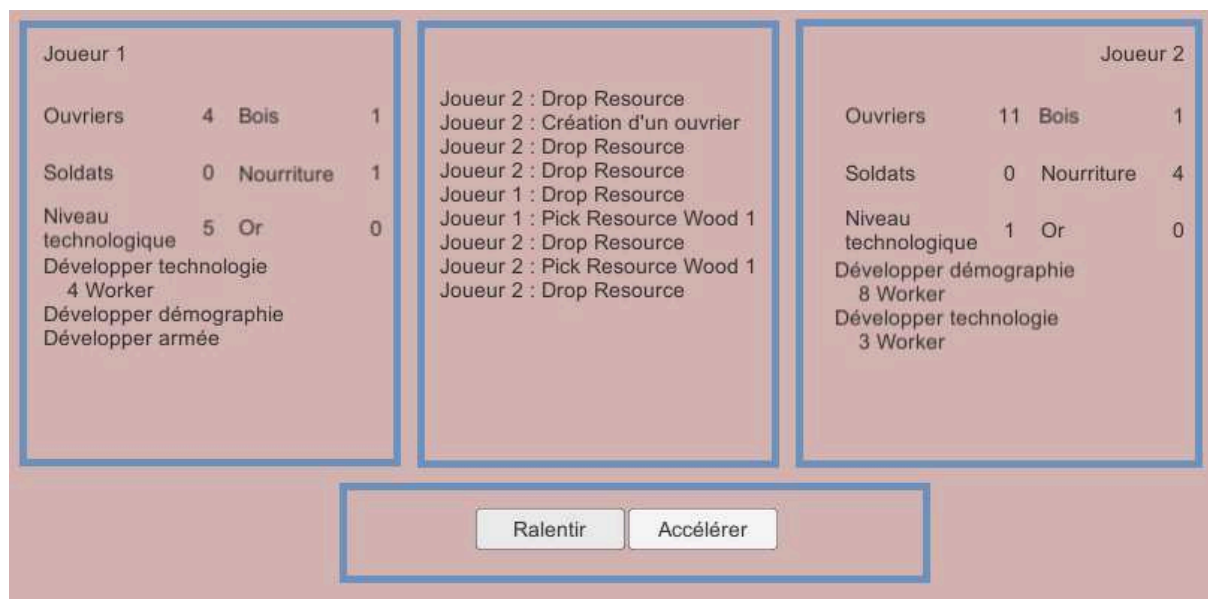 Joueur 1
Ouvriers 4 Bois 1
Soldats 0 Nourriture 1
Niveau
technologique 5 Or 0
Développer technologie
4 Worker
Développer démographie
Développer armée
Joueur 2 : Drop Resource
Joueur 2 : Création d'un ouvrier
Joueur 2 : Drop Resource
Joueur 2 : Drop Resource
Joueur 1 : Drop Resource
Joueur 1 : Pick Resource Wood 1
Joueur 2 : Drop Resource
Joueur 2 : Pick Resource Wood 1
Joueur 2 : Drop Resource
Joueur 2
Ouvriers 11 Bois 1
Soldats 0 Nourriture 4
Niveau
technologique 1 Or 0
Développer démographie
8 Worker
Développer technologie
3 Worker
Ralentir Accélérer